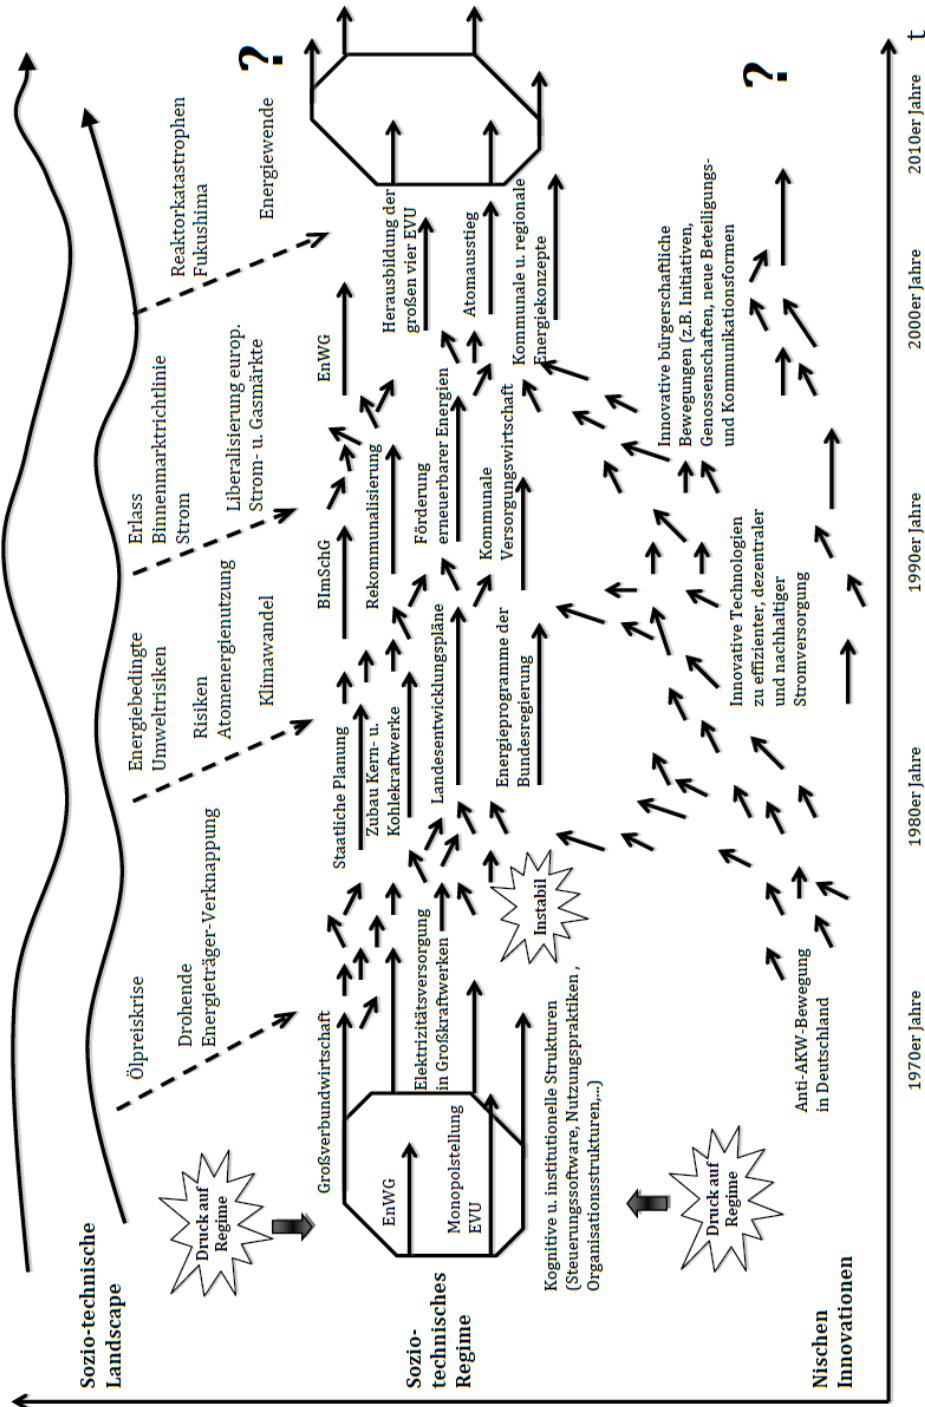 Sozio-technische
Landscape
Ölpreiskrise
Drohende
Energieträger-Verknappung
Energiebedingte
Umweltrisiken
Risiken
Atomenergienutzung
Klimawandel
Erlass
Binnenmarktrichtlinie
Strom
Liberalisierung europ.
Strom- u. Gasmärkte
Reaktorkatastrophen
Fukushima
Energiewende
?
Druck auf
Regime
Sozio-
technisches
Regime
EnWG
Monopolstellung
EVU
Großverbundwirtschaft
Elektrizitätsversorgung
in Großkraftwerken
Kognitive u. institutionelle Strukturen
(Steuerungssoftware, Nutzungspraktiken ,
Organisationsstrukturen,...)
Instabil
Staatliche Planung
Zubau Kern- u.
Kohlekraftwerke
Landesentwicklungspläne
Energieprogramme der
Bundesregierung
BImSchG
Rekommunalisierung
Förderung
erneuerbarer Energien
Kommunale
Versorgungswirtschaft
EnWG
Herausbildung der
großen vier EVU
Atomausstieg
Kommunale u. regionale
Energiekonzepte
Druck auf
Regime
Nischen
Innovationen
Anti-AKW-Bewegung
in Deutschland
Innovative Technologien
zu effizienter, dezentraler
und nachhaltiger
Stromversorgung
Innovative bürgerschaftliche
Bewegungen (z.B. Initiativen,
Genossenschaften, neue Beteiligungs-
und Kommunikationsformen
?
1970er Jahre
1980er Jahre
1990er Jahre
2000er Jahre
2010er Jahre
t